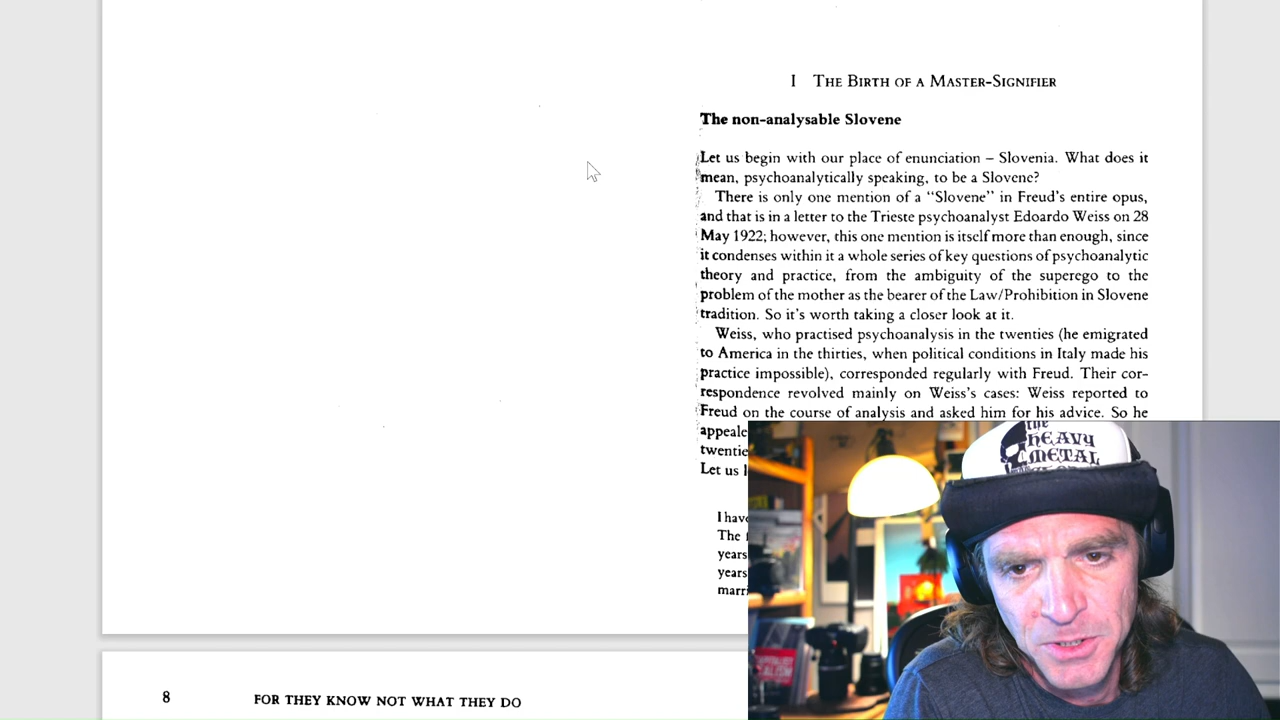 I THE BIRTH OF A MASTER-SIGNIFIER
The non-analysable Slovene
Let us begin with our place of enunciation – Slovenia. What does it
mean, psychoanalytically speaking, to be a Slovene?
There is only one mention of a “Slovene” in Freud's entire opus,
and that is in a letter to the Trieste psychoanalyst Edoardo Weiss on 28
May 1922; however, this one mention is itself more than enough, since
it condenses within it a whole series of key questions of psychoanalytic
theory and practice, from the ambiguity of the superego to the
problem of the mother as the bearer of the Law/Prohibition in Slovene
tradition. So it's worth taking a closer look at it.
Weiss, who practised psychoanalysis in the twenties (he emigrated
to America in the thirties, when political conditions in Italy made his
practice impossible), corresponded regularly with Freud. Their cor-
respondence revolved mainly on Weiss's cases: Weiss reported to
Freud on the course of analysis and asked him for his advice. So he
appeale
twentie
Let us
I have
The
years
years
marri
8 FOR THEY KNOW NOT WHAT THEY DO
the
HEAVY
METAL